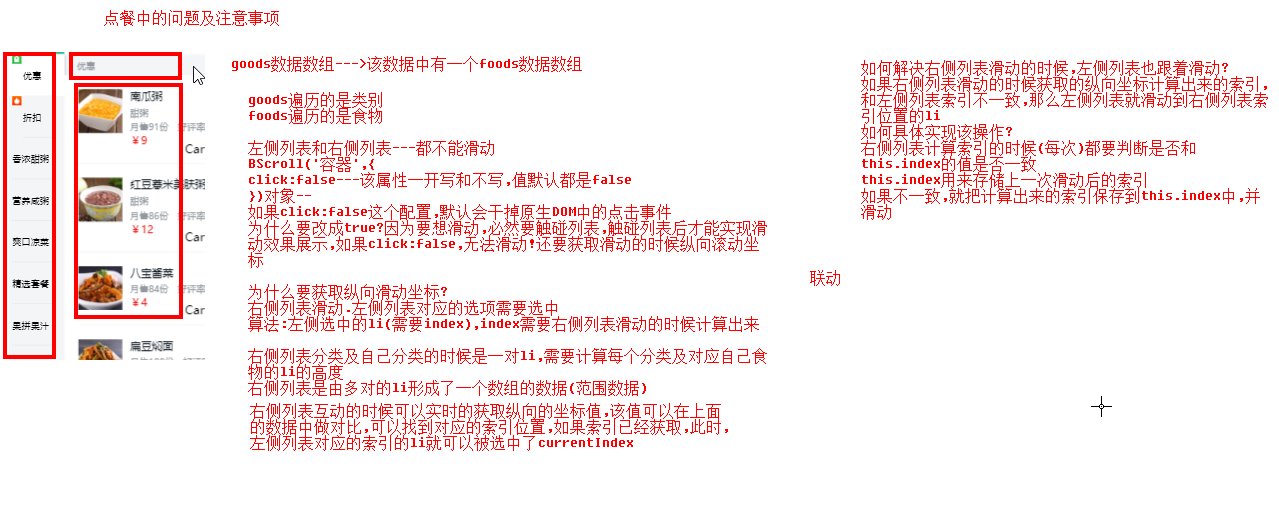 点餐中的问题及注意事项
优惠
折扣
香浓甜粥
营养咸粥
爽口凉菜
精选套餐
果拼果汁
优惠
南瓜粥
甜粥
月售91份 好评率
￥9
Car
红豆薏米美肤粥
甜粥
月售86份 好评率
￥12
Car
八宝酱菜
月售84份 好评率
￥4
Car
扁豆焖面
goods数据数组--->该数据中有一个foods数据数组
goods遍历的是类别
foods遍历的是食物
左侧列表和右侧列表---都不能滑动
BScroll('容器',{
click:false---该属性一开写和不写,值默认都是false
})对象--
如果click:false这个配置,默认会干掉原生DOM中的点击事件
为什么要改成true?因为要想滑动,必然要触碰列表,触碰列表后才能实现滑
动效果展示,如果click:false,无法滑动!还要获取滑动的时候纵向滚动坐
标
为什么要获取纵向滑动坐标?
右侧列表滑动.左侧列表对应的选项需要选中
算法:左侧选中的li(需要index),index需要右侧列表滑动的时候计算出来
右侧列表分类及自己分类的时候是一对li,需要计算每个分类及对应自己食
物的li的高度
右侧列表是由多对的li形成了一个数组的数据(范围数据)
右侧列表互动的时候可以实时的获取纵向的坐标值,该值可以在上面
的数据中做对比,可以找到对应的索引位置,如果索引已经获取,此时,
左侧列表对应的索引的li就可以被选中了currentIndex
联动
如何解决右侧列表滑动的时候,左侧列表也跟着滑动?
如果右侧列表滑动的时候获取的纵向坐标计算出来的索引,
和左侧列表索引不一致,那么左侧列表就滑动到右侧列表索
引位置的li
如何具体实现该操作?
右侧列表计算索引的时候(每次)都要判断是否和
this.index的值是否一致
this.index用来存储上一次滑动后的索引
如果不一致,就把计算出来的索引保存到this.index中,并
滑动